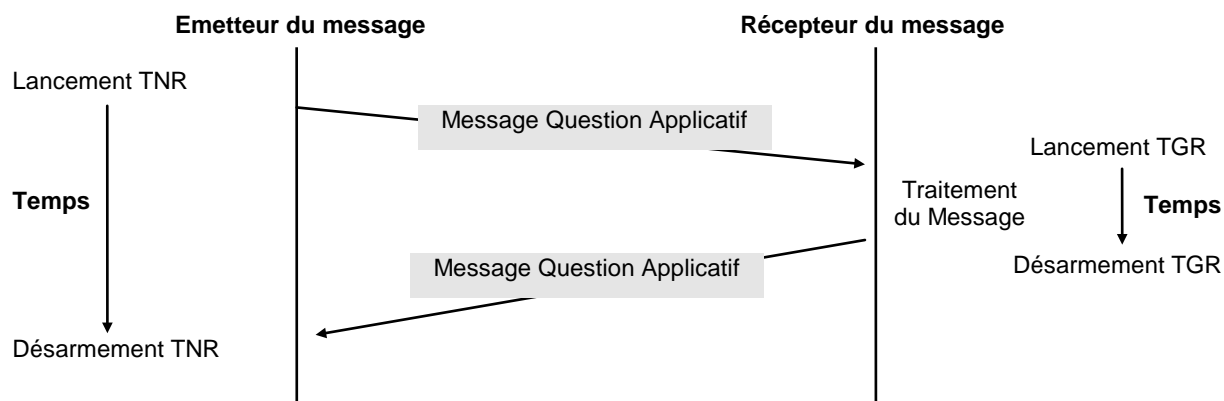 Emetteur du message
Récepteur du message
Lancement TNR
Message Question Applicatif
Lancement TGR
Temps
Traitement
du Message
Temps
Message Question Applicatif
Désarmement TGR
Désarmement TNR